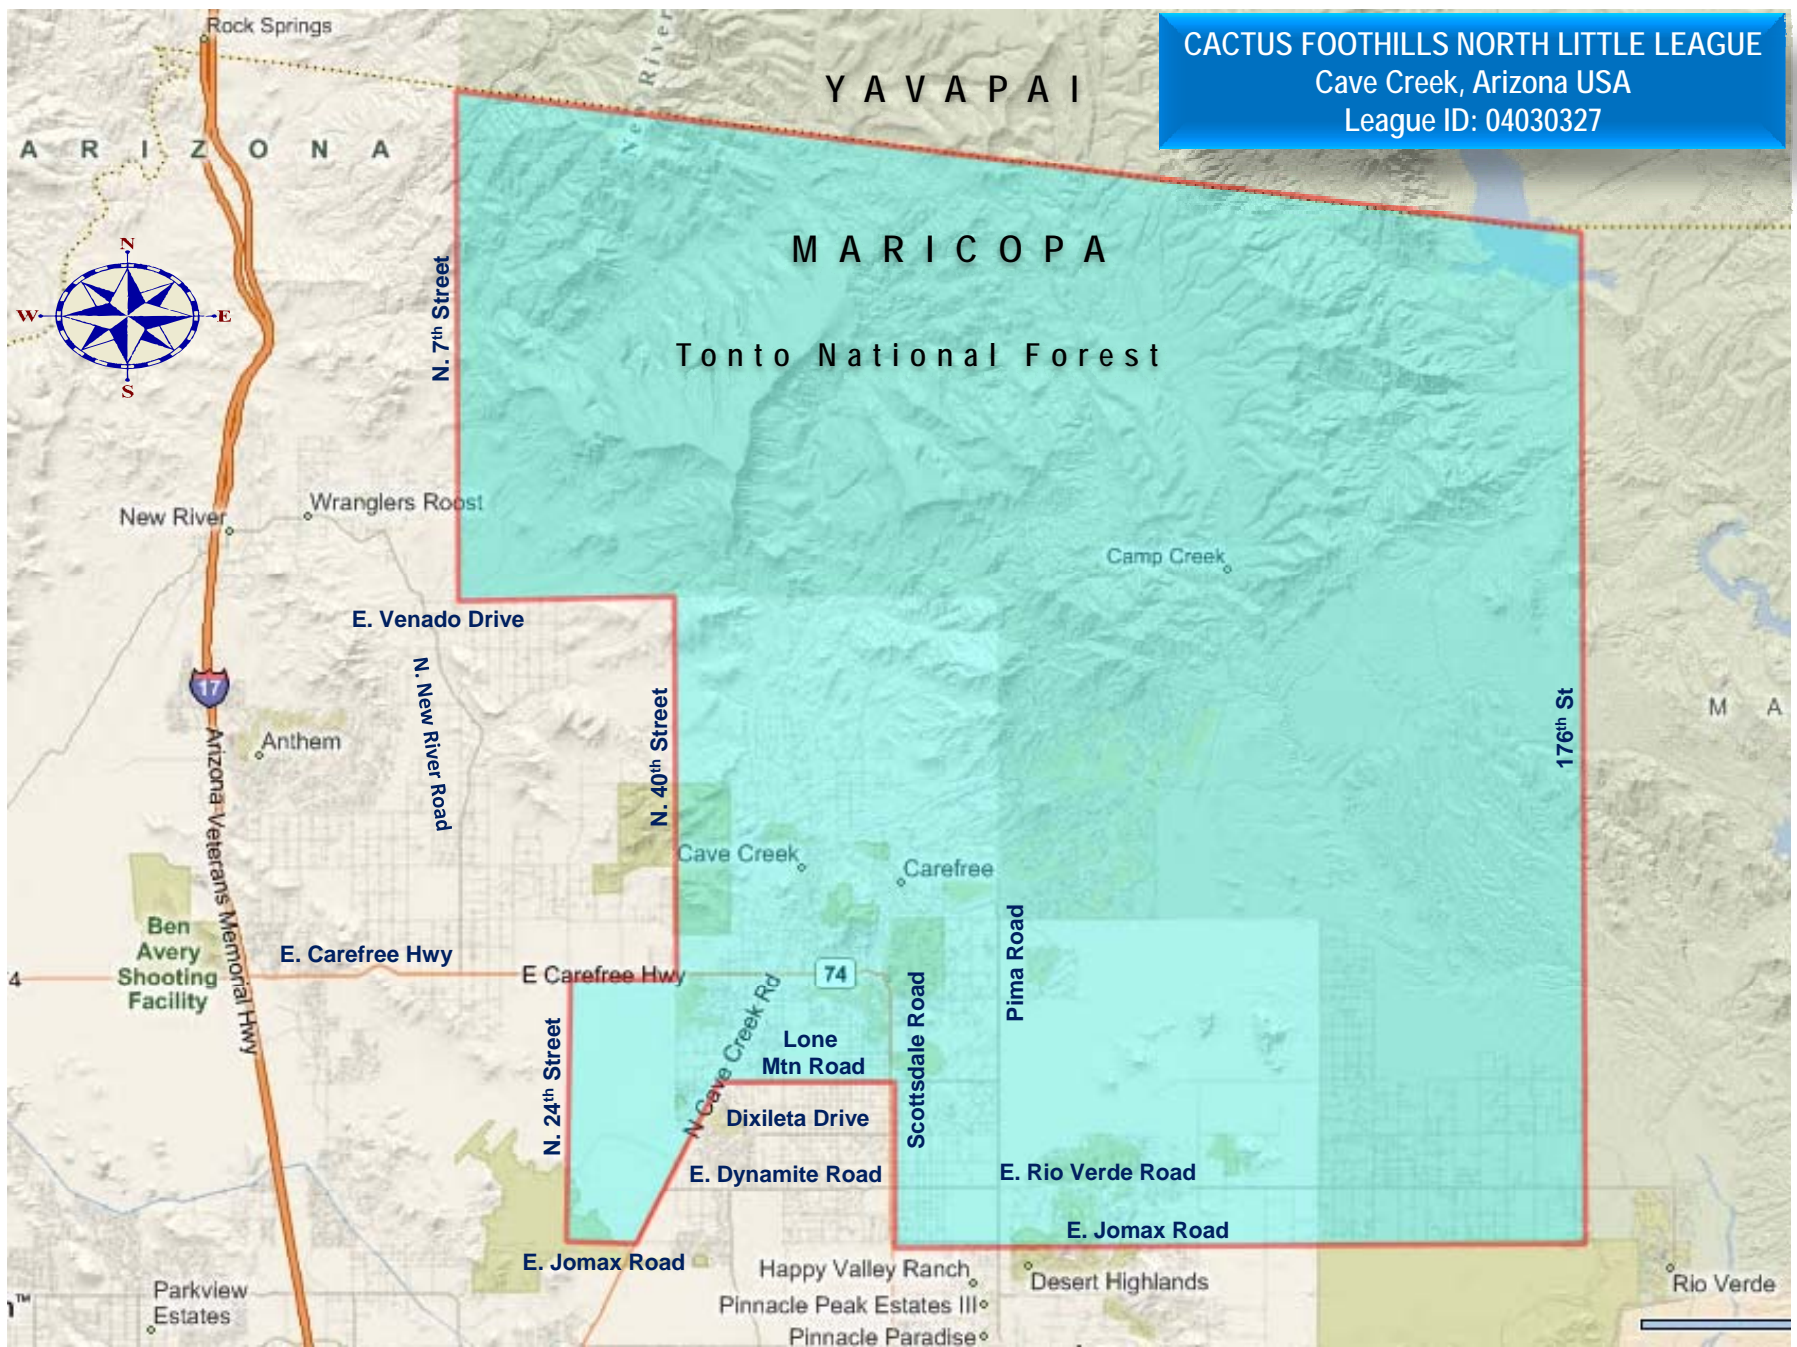 Rock Springs
New River
YAVAPAI
CACTUS FOOTHILLS NORTH LITTLE LEAGUE
Cave Creek, Arizona USA
League ID: 04030327
ARIZONA
N
W
E
S
N. 7th Street
MARICOPA
Tonto National Forest
Wranglers Roost
New River
Camp Creek
E. Venado Drive
N. New River Road
17
Arizona Veterans Memorial Hwy
Anthem
N. 40th Street
176th St
M A
Cave Creek
Carefree
Ben
Avery
Shooting
Facility
E. Carefree Hwy
E Carefree Hwy
74
4
N Cave Creek Rd
Scottsdale Road
Pima Road
N. 24th Street
Lone
Mtn Road
Dixileta Drive
E. Dynamite Road
E. Rio Verde Road
E. Jomax Road
E. Jomax Road
Happy Valley Ranch
Desert Highlands
Rio Verde
Parkview
Estates
Pinnacle Peak Estates III
Pinnacle Paradise